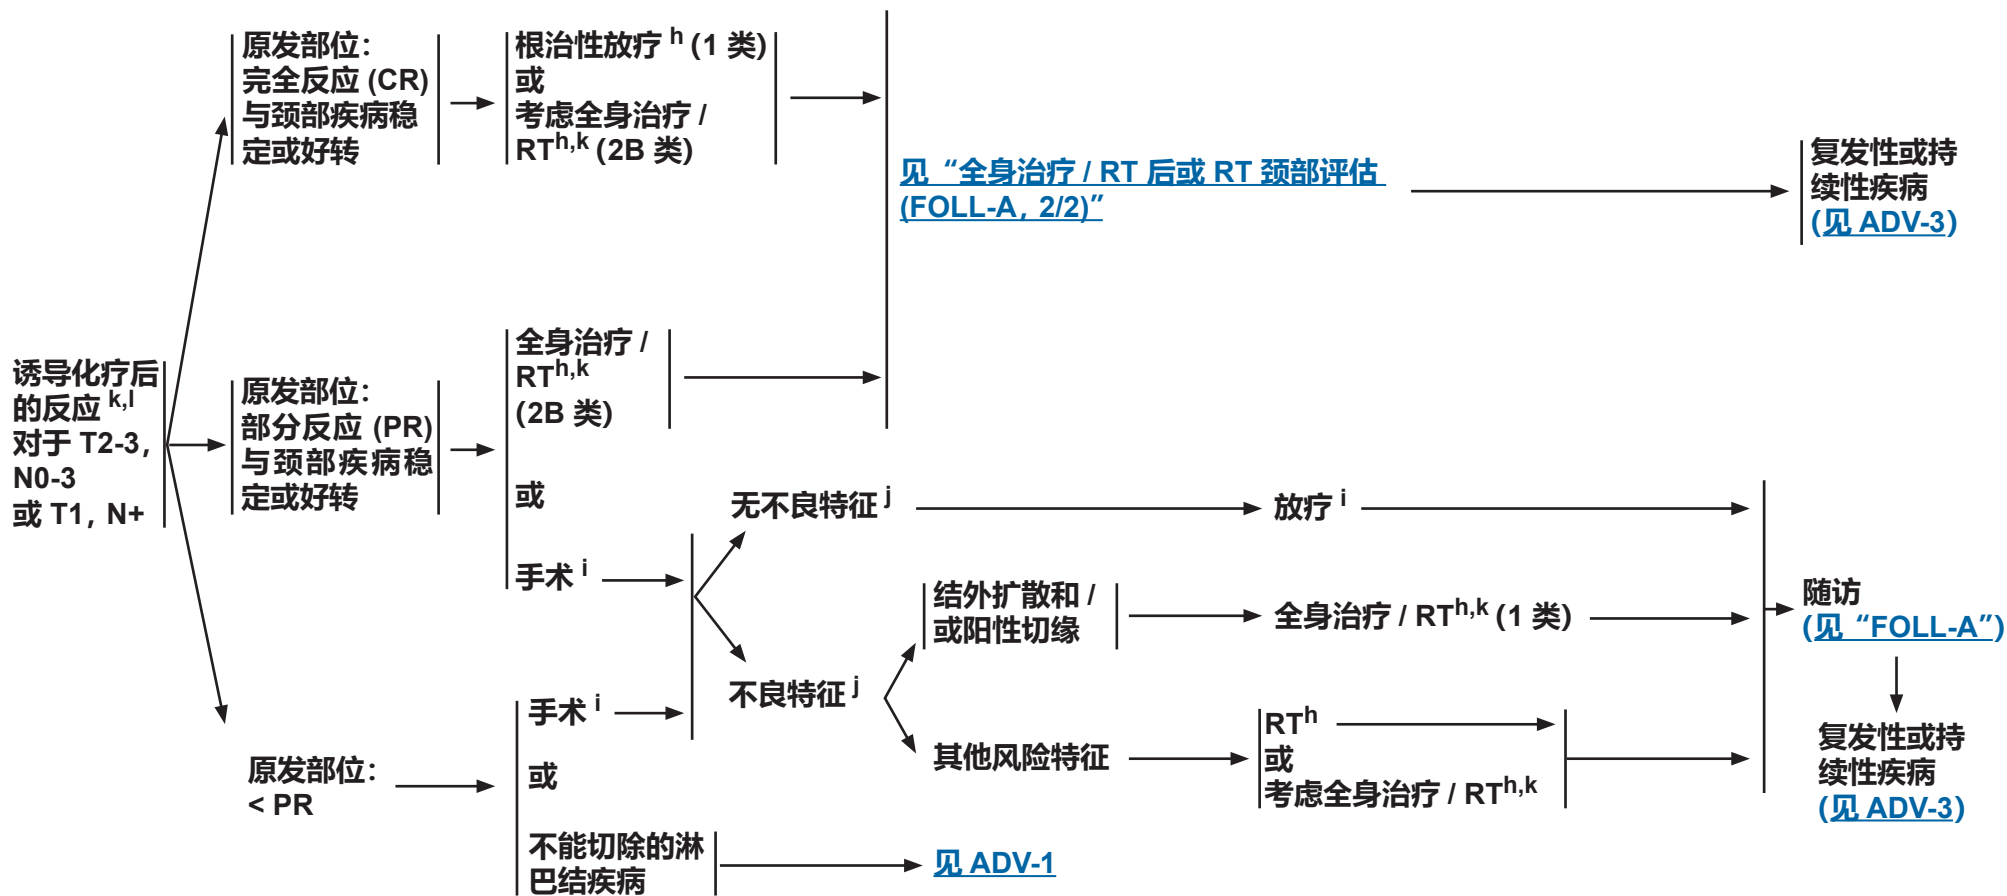 诱导化疗后
的反应 k,l
对于 T2-3,
N0-3
或 T1, N+
原发部位:
完全反应 (CR)
与颈部疾病稳
定或好转
根治性放疗 h (1 类)
或
考虑全身治疗 /
RTh,k (2B 类)
见 “全身治疗 / RT 后或 RT 颈部评估
(FOLL-A, 2/2)”
复发性或持
续性疾病
(见 ADV-3)
原发部位:
部分反应 (PR)
与颈部疾病稳
定或好转
全身治疗 /
RTh,k
(2B 类)
或
手术 i
无不良特征 j
放疗 i
不良特征 j
结外扩散和 /
或阳性切缘
全身治疗 / RTh,k (1 类)
其他风险特征
RTh
或
考虑全身治疗 / RTh,k
随访
(见 “FOLL-A”)
复发性或持
续性疾病
(见 ADV-3)
原发部位:
< PR
手术 i
或
不能切除的淋
巴结疾病
见 ADV-1